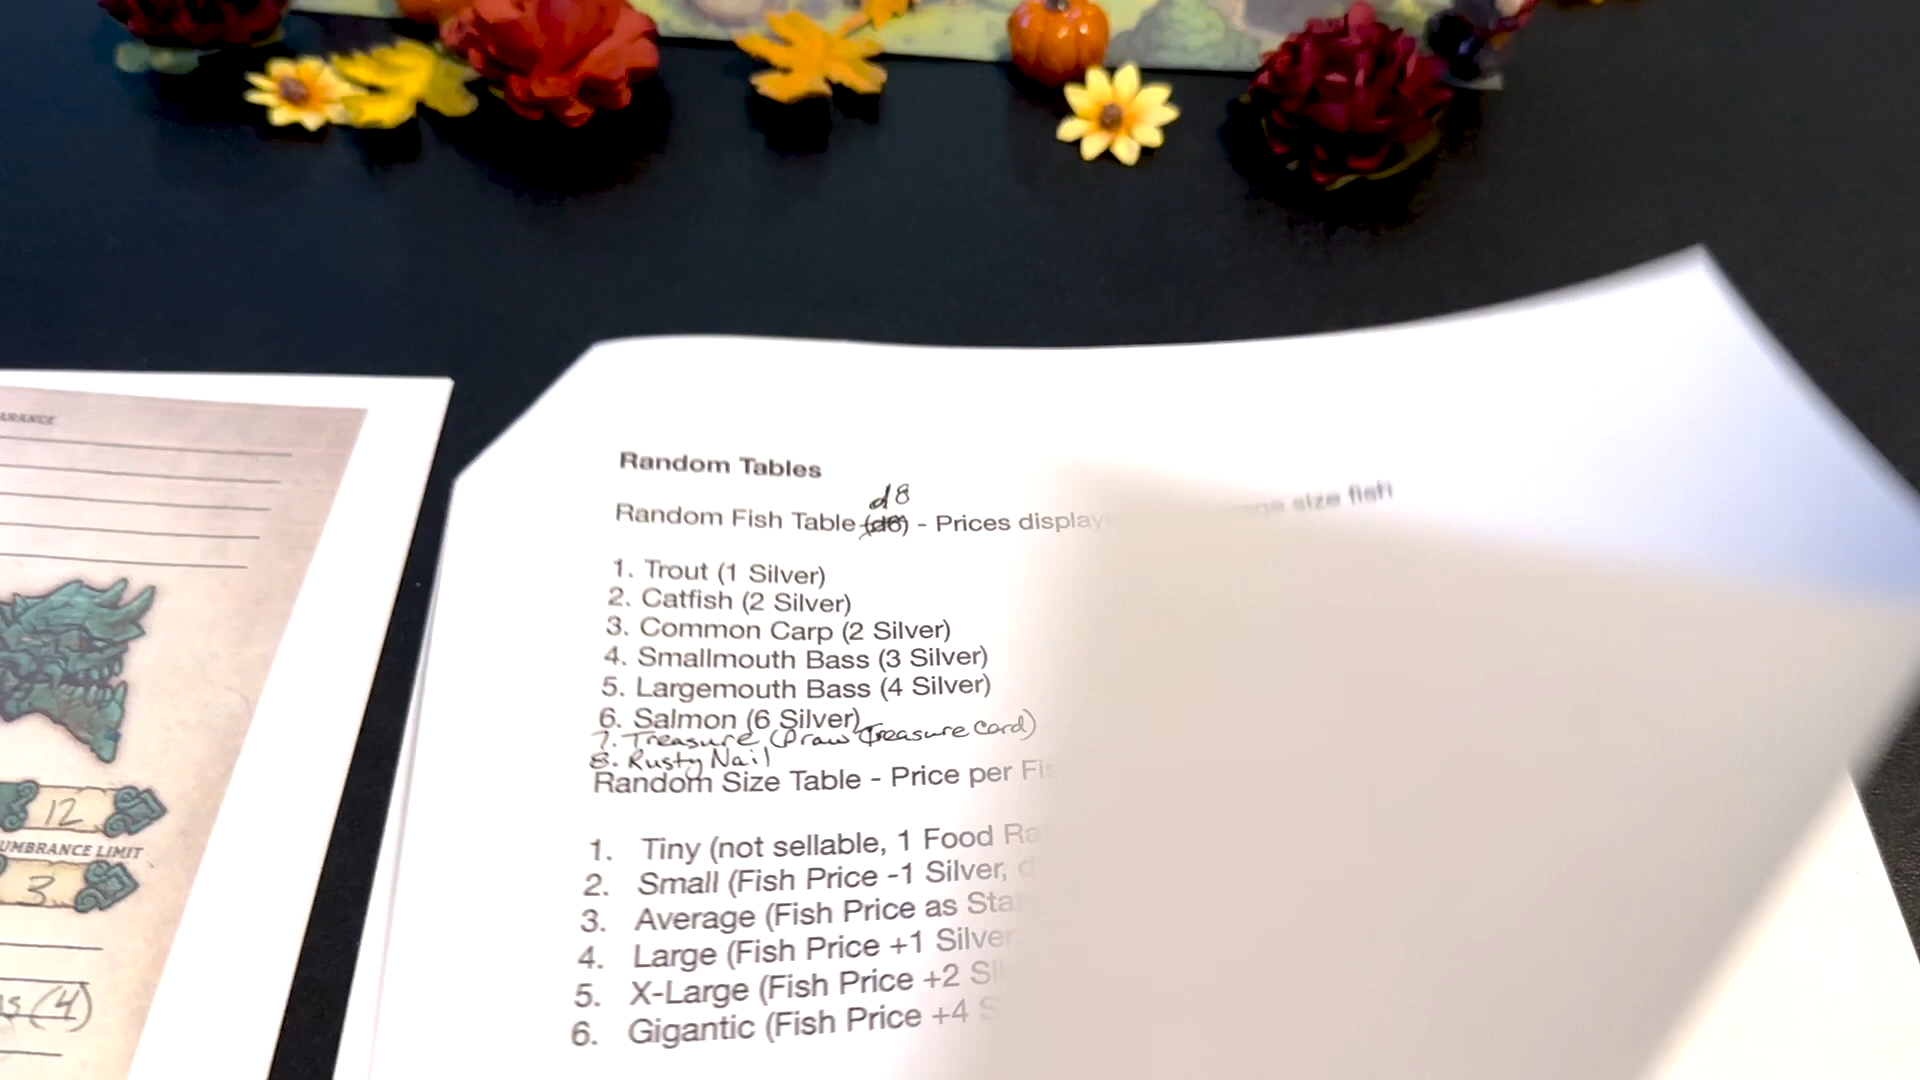 Random Tables
d8
Random Fish Table (d6) - Prices display
size fish
1. Trout (1 Silver)
2. Catfish (2 Silver)
3. Common Carp (2 Silver)
4. Smallmouth Bass (3 Silver)
5. Largemouth Bass (4 Silver)
6. Salmon (6 Silver)
7. Treasure (Draw Treasure Card)
8. Rusty Nail
Random Size Table - Price per Fi
1. Tiny (not sellable, 1 Food Ra
2. Small (Fish Price -1 Silver,
3. Average (Fish Price as Sta
4. Large (Fish Price +1 Silver
5. X-Large (Fish Price +2 Sil
6. Gigantic (Fish Price +4 S
12
UMBRANCE LIMIT
3
s (4)